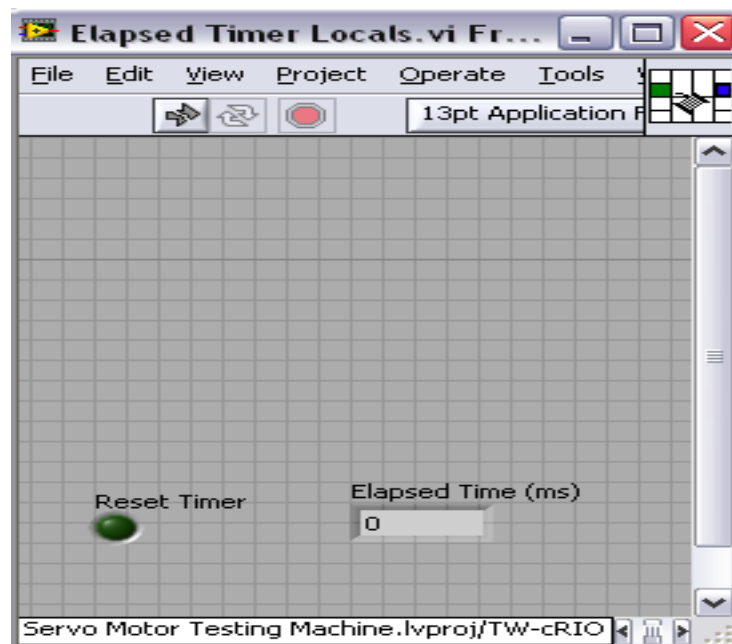 Elapsed Timer Locals.vi Fr...
File Edit View Project Operate Tools
13pt Application F
Reset Timer
Elapsed Time (ms)
0
Servo Motor Testing Machine.lvproj/TW-cRIO